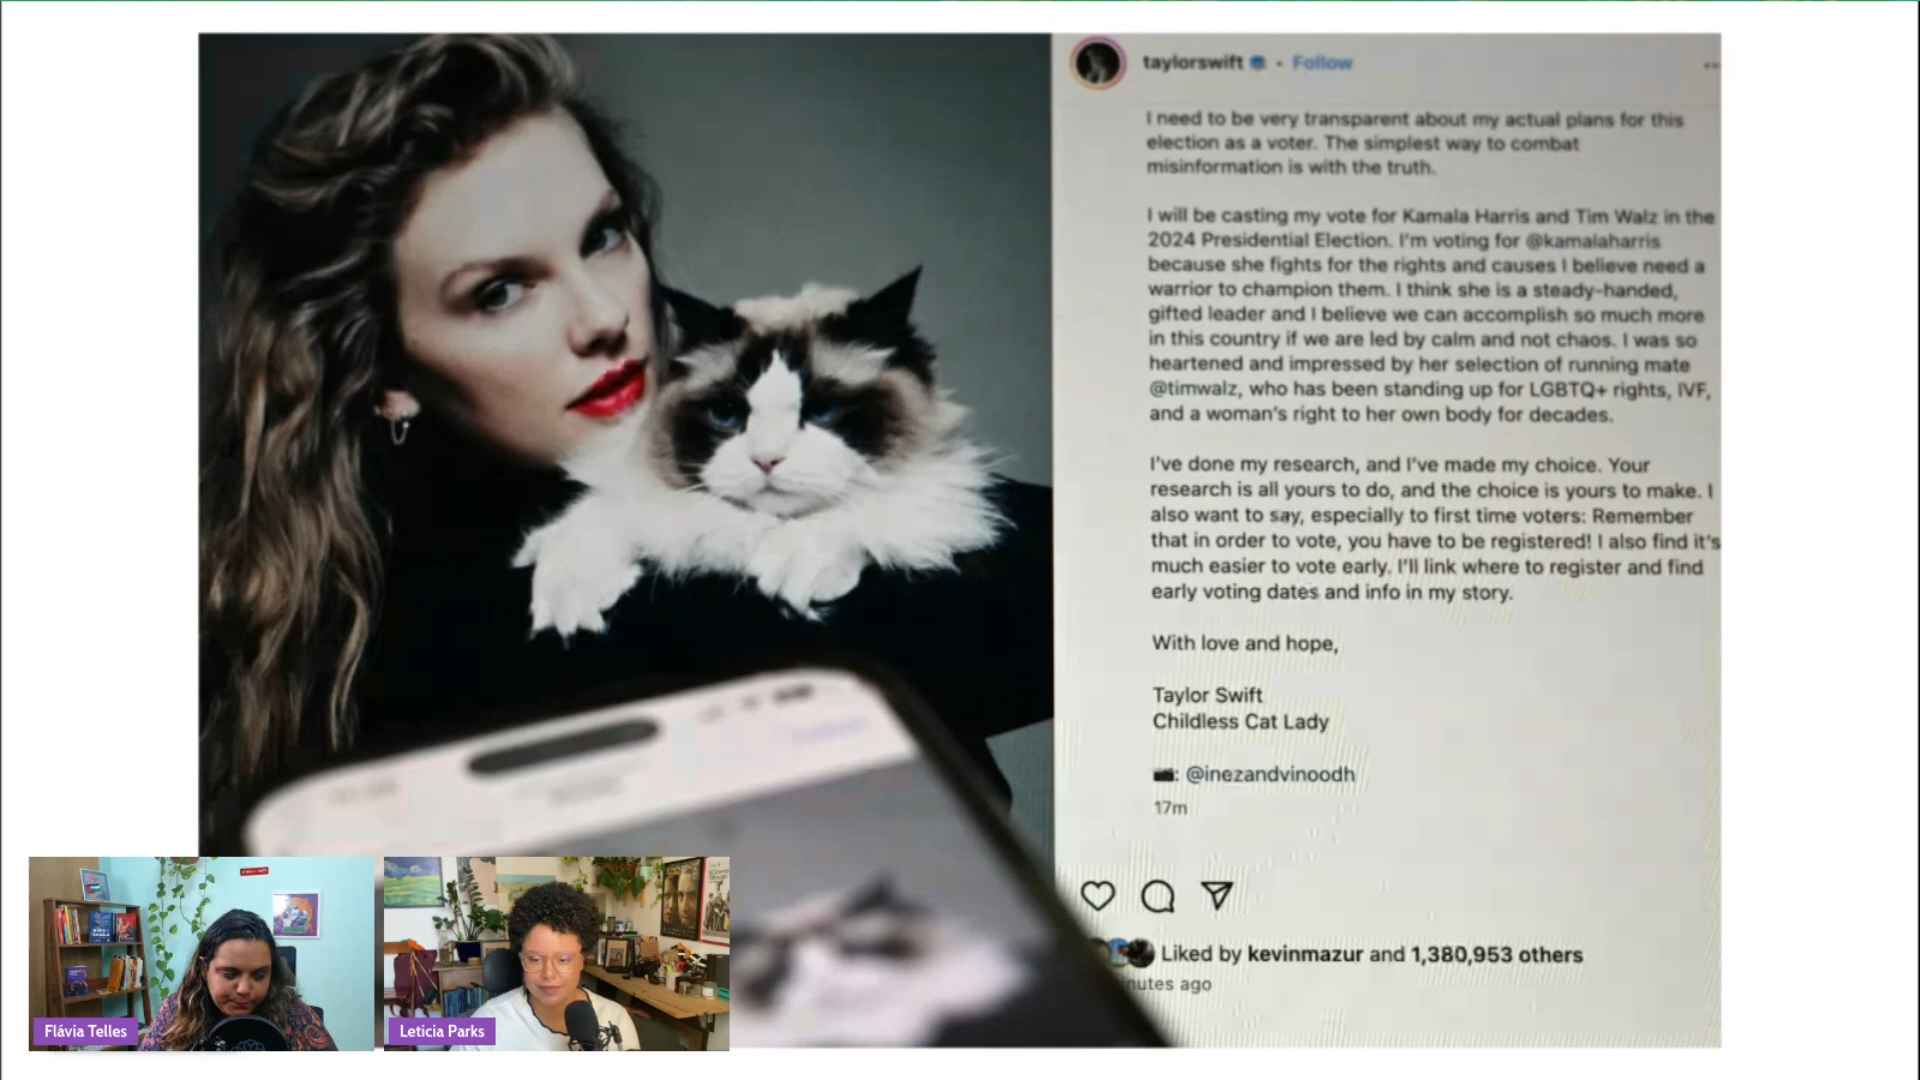 taylorswift • Follow
I need to be very transparent about my actual plans for this
election as a voter. The simplest way to combat
misinformation is with the truth.
I will be casting my vote for Kamala Harris and Tim Walz in the
2024 Presidential Election. I'm voting for @kamalaharris
because she fights for the rights and causes I believe need a
warrior to champion them. I think she is a steady-handed,
gifted leader and I believe we can accomplish so much more
in this country if we are led by calm and not chaos. I was so
heartened and impressed by her selection of running mate
@timwalz, who has been standing up for LGBTQ+ rights, IVF,
and a woman's right to her own body for decades.
I've done my research, and I've made my choice. Your
research is all yours to do, and the choice is yours to make. I
also want to say, especially to first time voters: Remember
that in order to vote, you have to be registered! I also find it's
much easier to vote early. I'll link where to register and find
early voting dates and info in my story.
With love and hope,
Taylor Swift
Childless Cat Lady
: @inezandvinoodh
17m
Liked by kevinmazur and 1,380,953 others
nutes ago
Flávia Telles
Leticia Parks